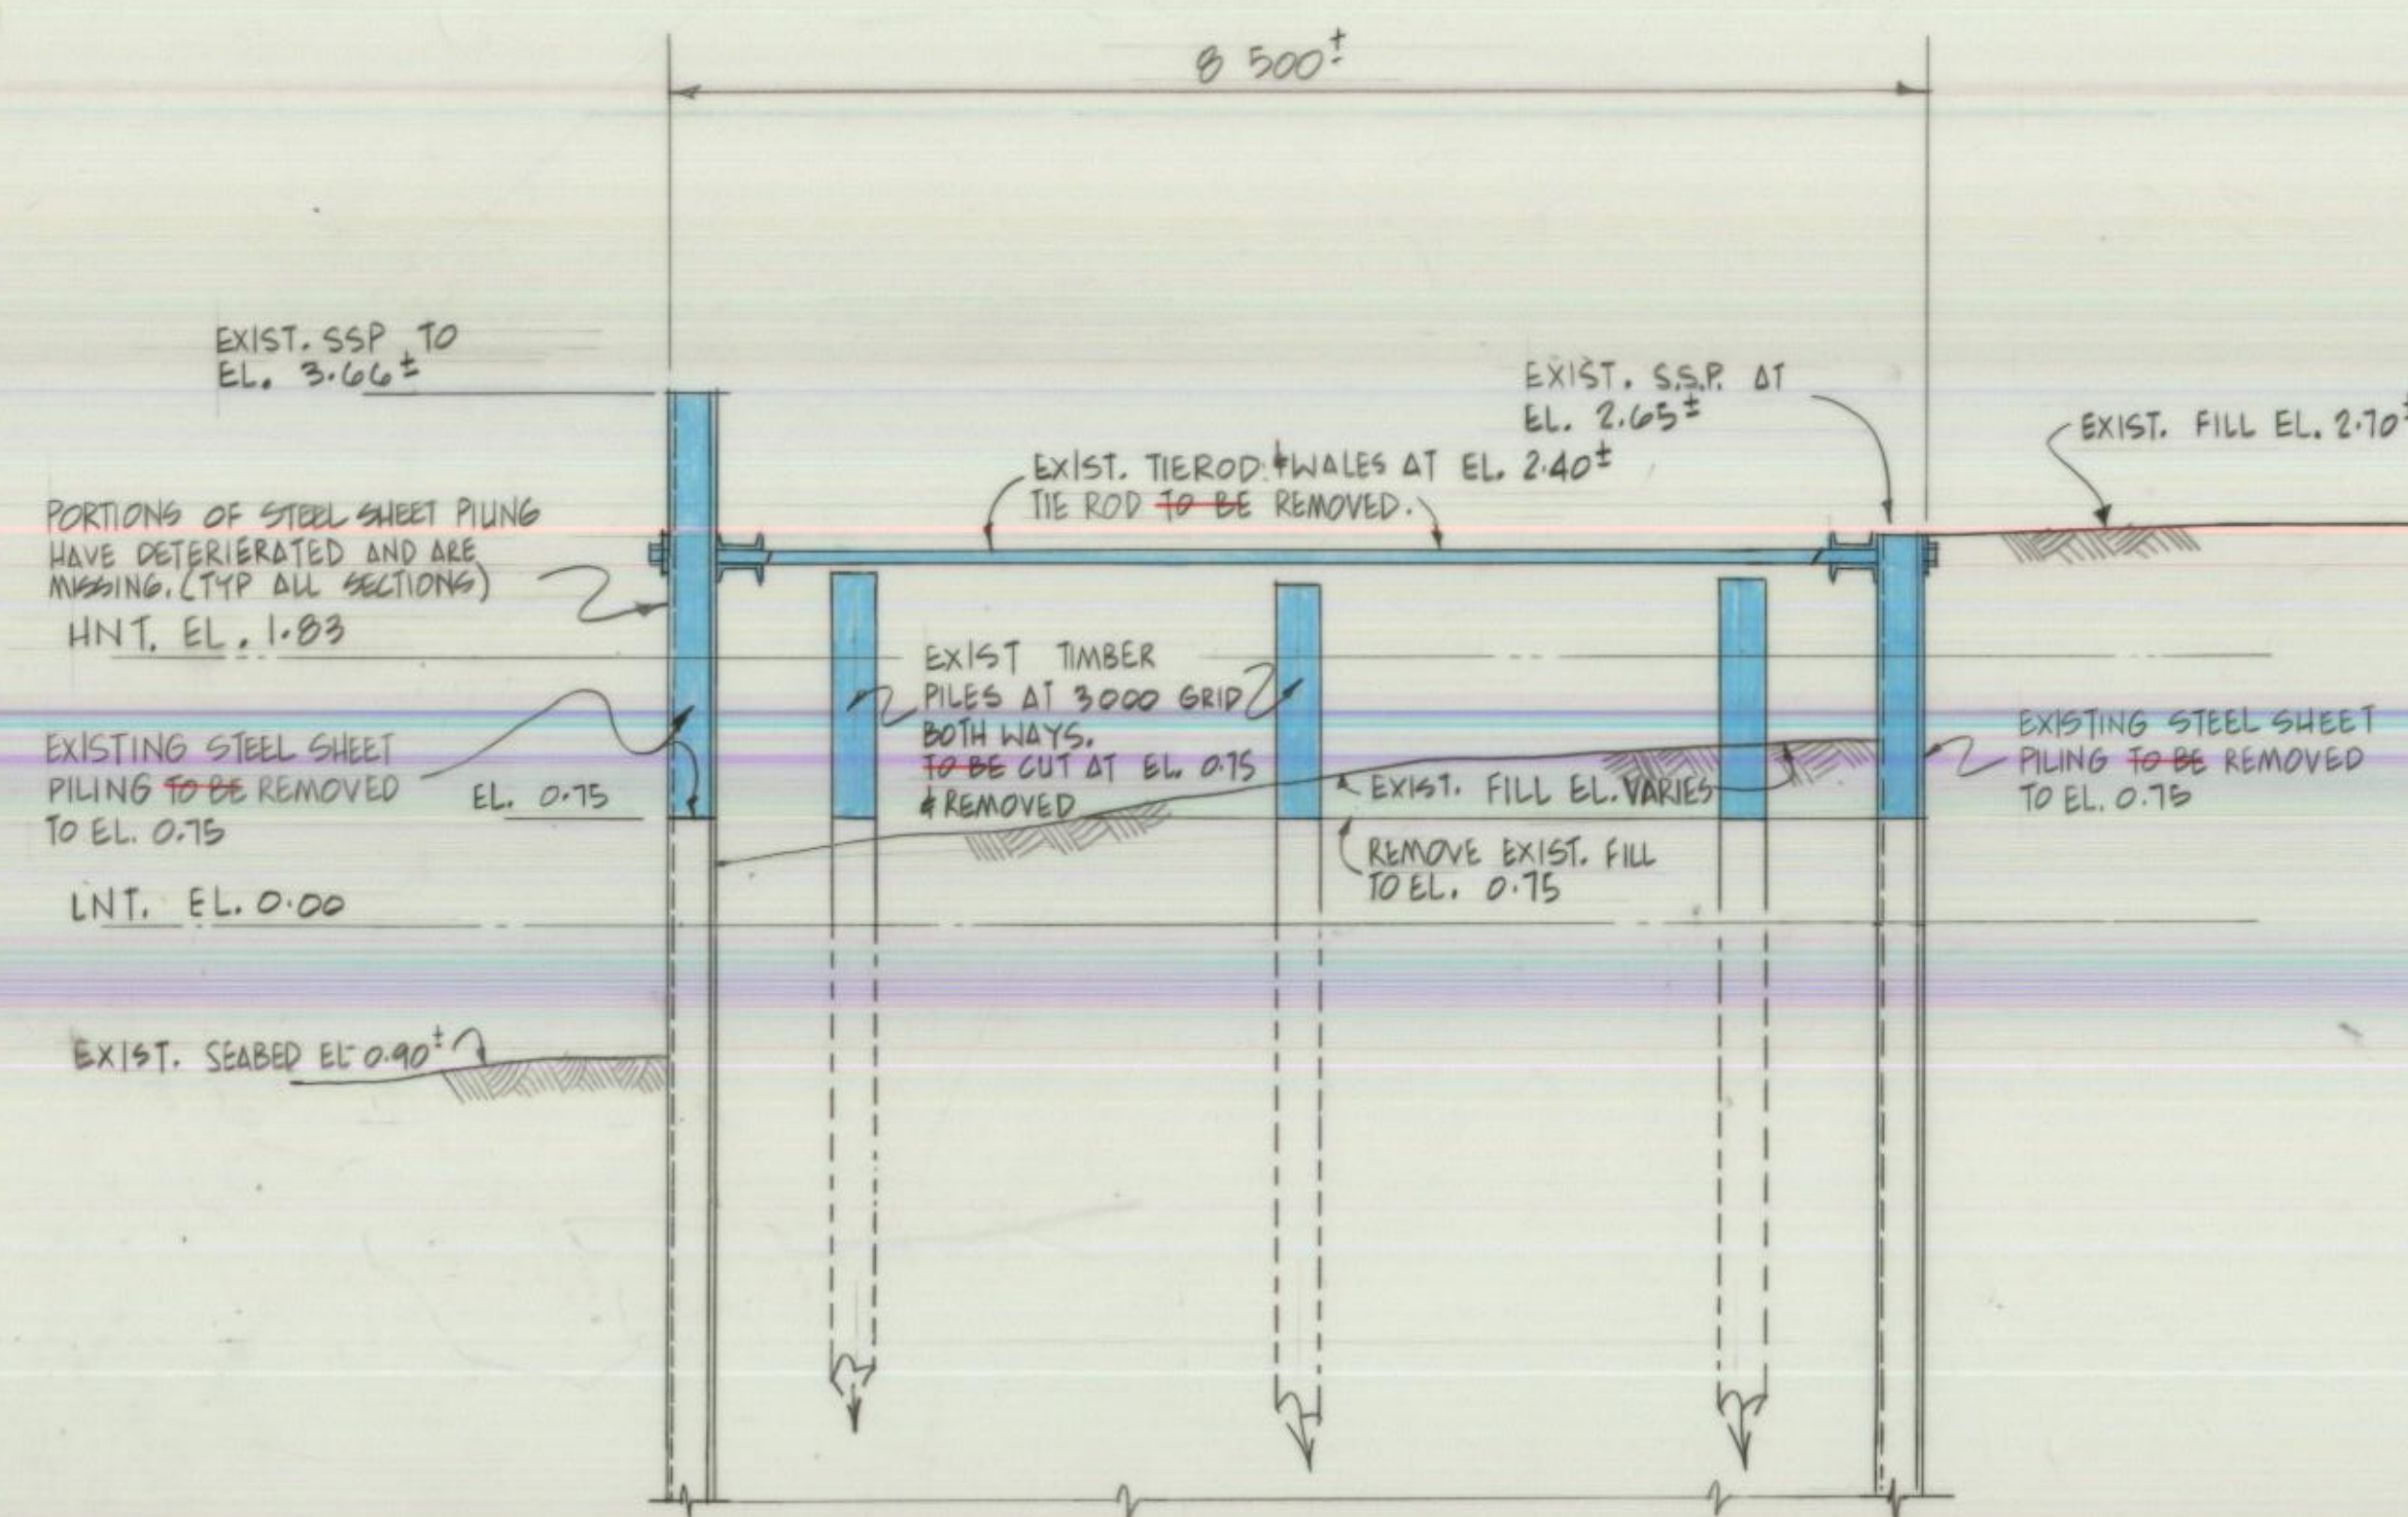 8 500±
EXIST. SSP TO
EL. 3.66±
EXIST. S.S.P. AT
EL. 2.65±
EXIST. FILL EL. 2.70±
EXIST. TIEROD & WALES AT EL. 2.40±
TIE ROD TO BE REMOVED.
PORTIONS OF STEEL SHEET PILING
HAVE DETERIERATED AND ARE
MISSING. (TYP ALL SECTIONS)
HNT. EL. 1.83
EXIST TIMBER
PILES AT 3000 GRID
BOTH WAYS.
TO BE CUT AT EL. 0.75
& REMOVED
EXISTING STEEL SHEET
PILING TO BE REMOVED
TO EL. 0.75
EL. 0.75
EXIST. FILL EL. VARIES
EXISTING STEEL SHEET
PILING TO BE REMOVED
TO EL. 0.75
REMOVE EXIST. FILL
TO EL. 0.75
LNT. EL. 0.00
EXIST. SEABED EL-0.90±